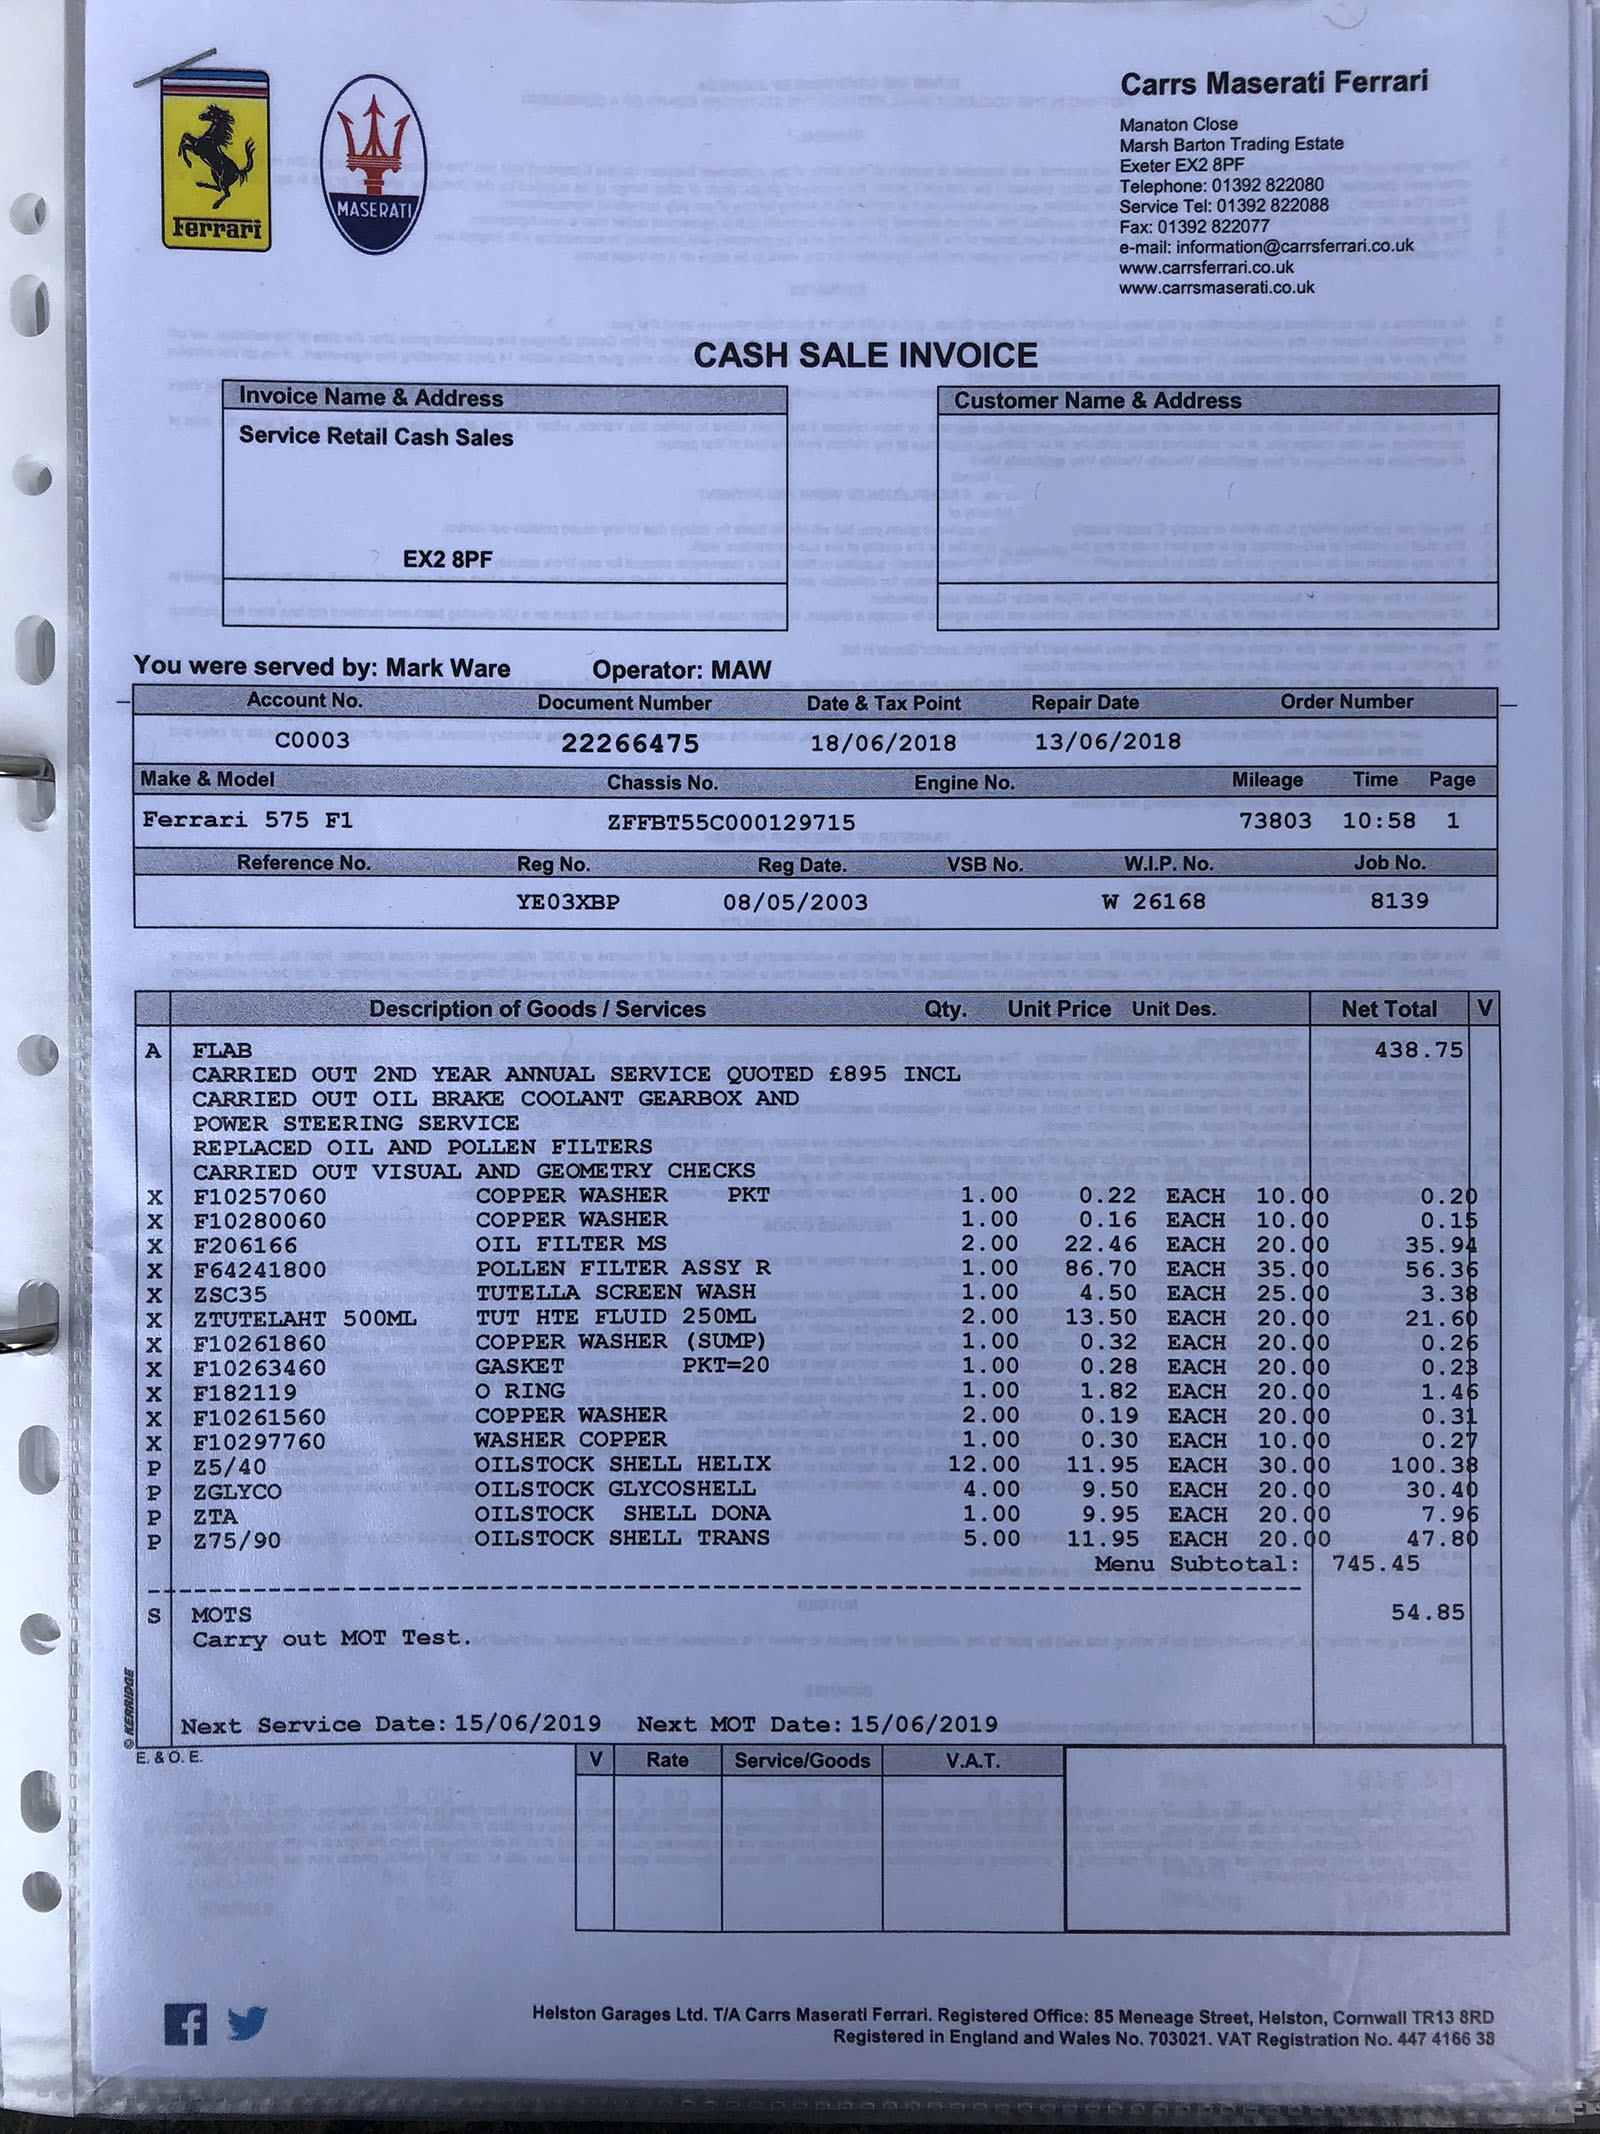 Ferrari
MASERATI
Carrs Maserati Ferrari
Manaton Close
Marsh Barton Trading Estate
Exeter EX2 8PF
Telephone: 01392 822080
Service Tel: 01392 822088
Fax: 01392 822077
e-mail: information@carrsferrari.co.uk
www.carrsferrari.co.uk
www.carrsmaserati.co.uk
CASH SALE INVOICE
Invoice Name & Address
Service Retail Cash Sales
EX2 8PF
Customer Name & Address
You were served by: Mark Ware Operator: MAW
Account No. Document Number Date & Tax Point Repair Date Order Number
C0003 22266475 18/06/2018 13/06/2018
Make & Model Chassis No. Engine No. Mileage Time Page
Ferrari 575 F1 ZFFBT55C000129715 73803 10:58 1
Reference No. Reg No. Reg Date. VSB No. W.I.P. No. Job No.
YE03XBP 08/05/2003 W 26168 8139
Description of Goods / Services Qty. Unit Price Unit Des. Net Total V
A FLAB 438.75
CARRIED OUT 2ND YEAR ANNUAL SERVICE QUOTED £895 INCL
CARRIED OUT OIL BRAKE COOLANT GEARBOX AND
POWER STEERING SERVICE
REPLACED OIL AND POLLEN FILTERS
CARRIED OUT VISUAL AND GEOMETRY CHECKS
X F10257060 COPPER WASHER PKT 1.00 0.22 EACH 10.00 0.20
X F10280060 COPPER WASHER 1.00 0.16 EACH 10.00 0.15
X F206166 OIL FILTER MS 2.00 22.46 EACH 20.00 35.94
X F64241800 POLLEN FILTER ASSY R 1.00 86.70 EACH 35.00 56.36
X ZSC35 TUTELLA SCREEN WASH 1.00 4.50 EACH 25.00 3.38
X ZTUTELAHT 500ML TUT HTE FLUID 250ML 2.00 13.50 EACH 20.00 21.60
X F10261860 COPPER WASHER (SUMP) 1.00 0.32 EACH 20.00 0.26
X F10263460 GASKET PKT=20 1.00 0.28 EACH 20.00 0.23
X F182119 O RING 1.00 1.82 EACH 20.00 1.46
X F10261560 COPPER WASHER 2.00 0.19 EACH 20.00 0.31
X F10297760 WASHER COPPER 1.00 0.30 EACH 10.00 0.27
P Z5/40 OILSTOCK SHELL HELIX 12.00 11.95 EACH 30.00 100.38
P ZGLYCO OILSTOCK GLYCOSHELL 4.00 9.50 EACH 20.00 30.40
P ZTA OILSTOCK SHELL DONA 1.00 9.95 EACH 20.00 7.96
P Z75/90 OILSTOCK SHELL TRANS 5.00 11.95 EACH 20.00 47.80
Menu Subtotal: 745.45
S MOTS 54.85
Carry out MOT Test.
Next Service Date: 15/06/2019 Next MOT Date: 15/06/2019
© KERRIDGE
E. & O. E.
V Rate Service/Goods V.A.T.
Helston Garages Ltd. T/A Carrs Maserati Ferrari. Registered Office: 85 Meneage Street, Helston, Cornwall TR13 8RD
Registered in England and Wales No. 703021. VAT Registration No. 447 4166 38